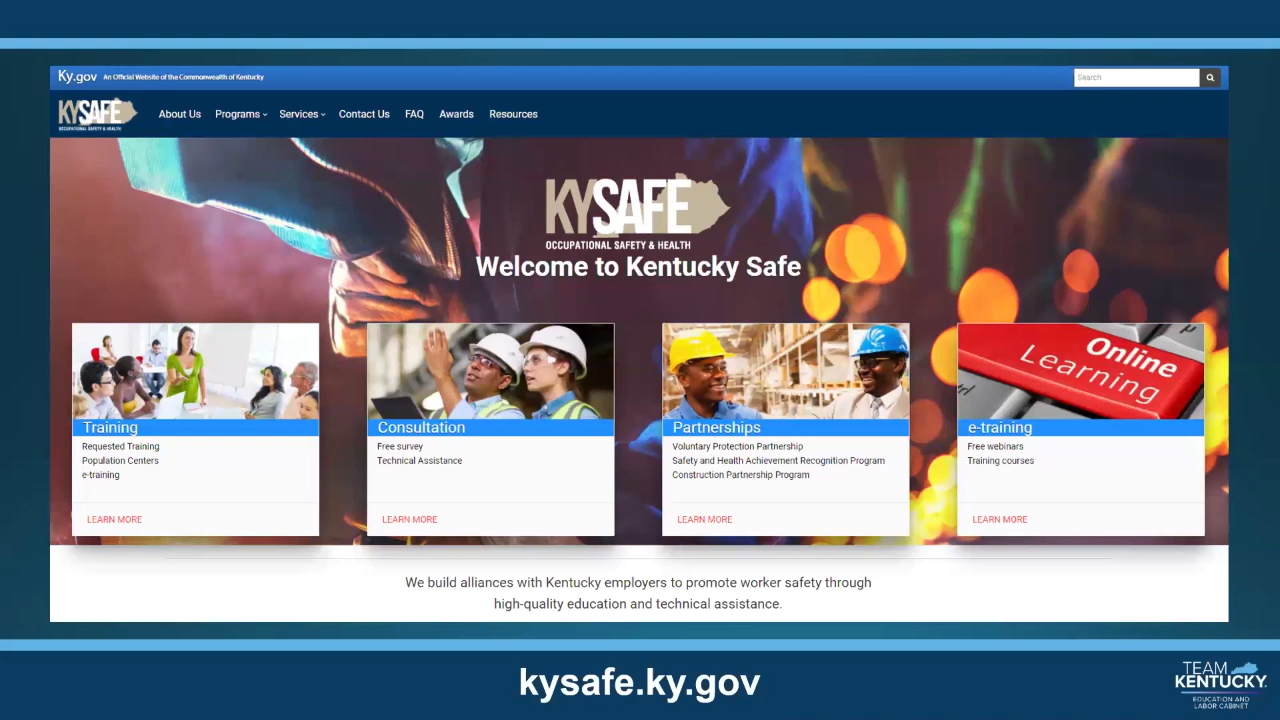 Ky.gov An Official Website of the Commonwealth of Kentucky
Search
KYSAFE
OCCUPATIONAL SAFETY & HEALTH
About Us Programs Services Contact Us FAQ Awards Resources
KYSAFE
OCCUPATIONAL SAFETY & HEALTH
Welcome to Kentucky Safe
Training
Requested Training
Population Centers
e-training
LEARN MORE
Consultation
Free survey
Technical Assistance
LEARN MORE
Partnerships
Voluntary Protection Partnership
Safety and Health Achievement Recognition Program
Construction Partnership Program
LEARN MORE
Online
Learning
e-training
Free webinars
Training courses
LEARN MORE
We build alliances with Kentucky employers to promote worker safety through
high-quality education and technical assistance.
kysafe.ky.gov
TEAM
KENTUCKY
EDUCATION AND
LABOR CABINET